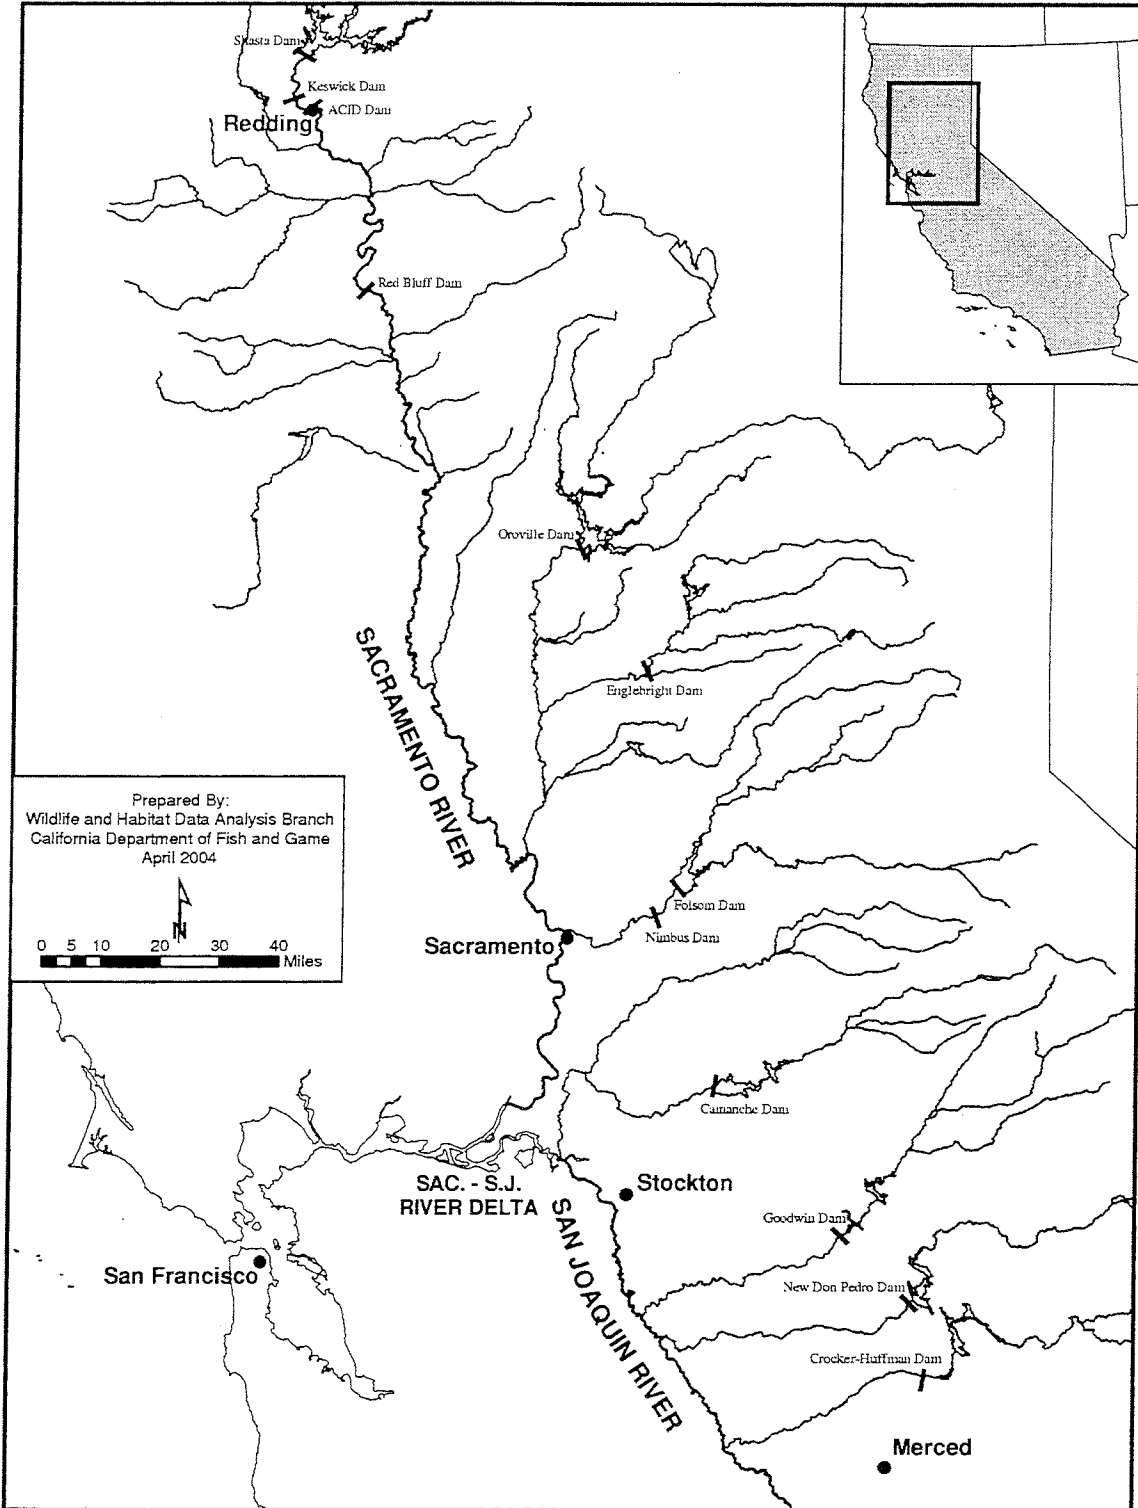 Shasta Dam
Keswick Dam
ACID Dam
Redding
Red Bluff Dam
Oroville Dam
SACRAMENTO RIVER
Englebright Dam
Prepared By:
Wildlife and Habitat Data Analysis Branch
California Department of Fish and Game
April 2004
N
0 5 10 20 30 40
Miles
Folsom Dam
Nimbus Dam
Sacramento
Camanche Dam
SAC. - S.J.
RIVER DELTA
Stockton
SAN JOAQUIN RIVER
Goodwin Dam
San Francisco
New Don Pedro Dam
Crocker-Huffman Dam
Merced